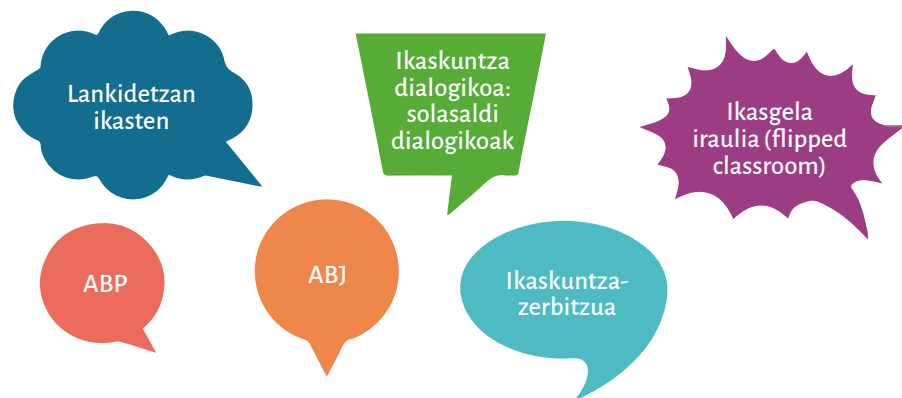 Lankidetzan
ikasten
Ikaskuntza
dialogikoa:
solasaldi
dialogikoak
Ikasgela
iraulia (flipped
classroom)
ABP
ABJ
Ikaskuntza-
zerbitzua